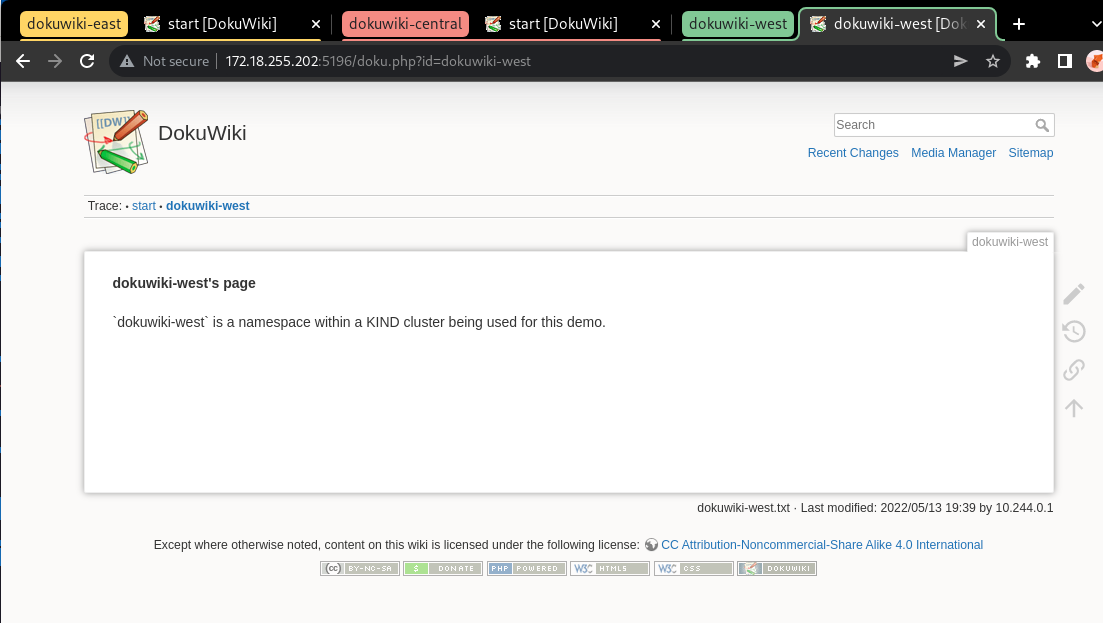 dokuwiki-east start [DokuWiki] dokuwiki-central start [DokuWiki] dokuwiki-west dokuwiki-west [Dok
Not secure 172.18.255.202:5196/doku.php?id=dokuwiki-west
[[DW]]
DokuWiki
Search
Recent Changes Media Manager Sitemap
Trace: • start • dokuwiki-west
dokuwiki-west
dokuwiki-west's page
`dokuwiki-west` is a namespace within a KIND cluster being used for this demo.
dokuwiki-west.txt · Last modified: 2022/05/13 19:39 by 10.244.0.1
Except where otherwise noted, content on this wiki is licensed under the following license: CC Attribution-Noncommercial-Share Alike 4.0 International
(cc) BY-NC-SA $ DONATE PHP POWERED W3C HTML5 W3C CSS DOKUWIKI